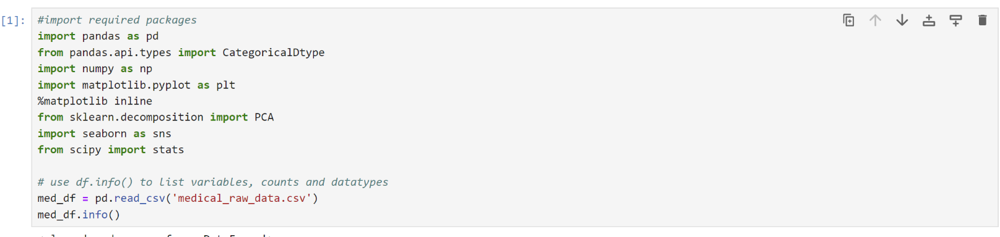 [1]:
#import required packages
import pandas as pd
from pandas.api.types import CategoricalDtype
import numpy as np
import matplotlib.pyplot as plt
%matplotlib inline
from sklearn.decomposition import PCA
import seaborn as sns
from scipy import stats
# use df.info() to list variables, counts and datatypes
med_df = pd.read_csv('medical_raw_data.csv')
med_df.info()